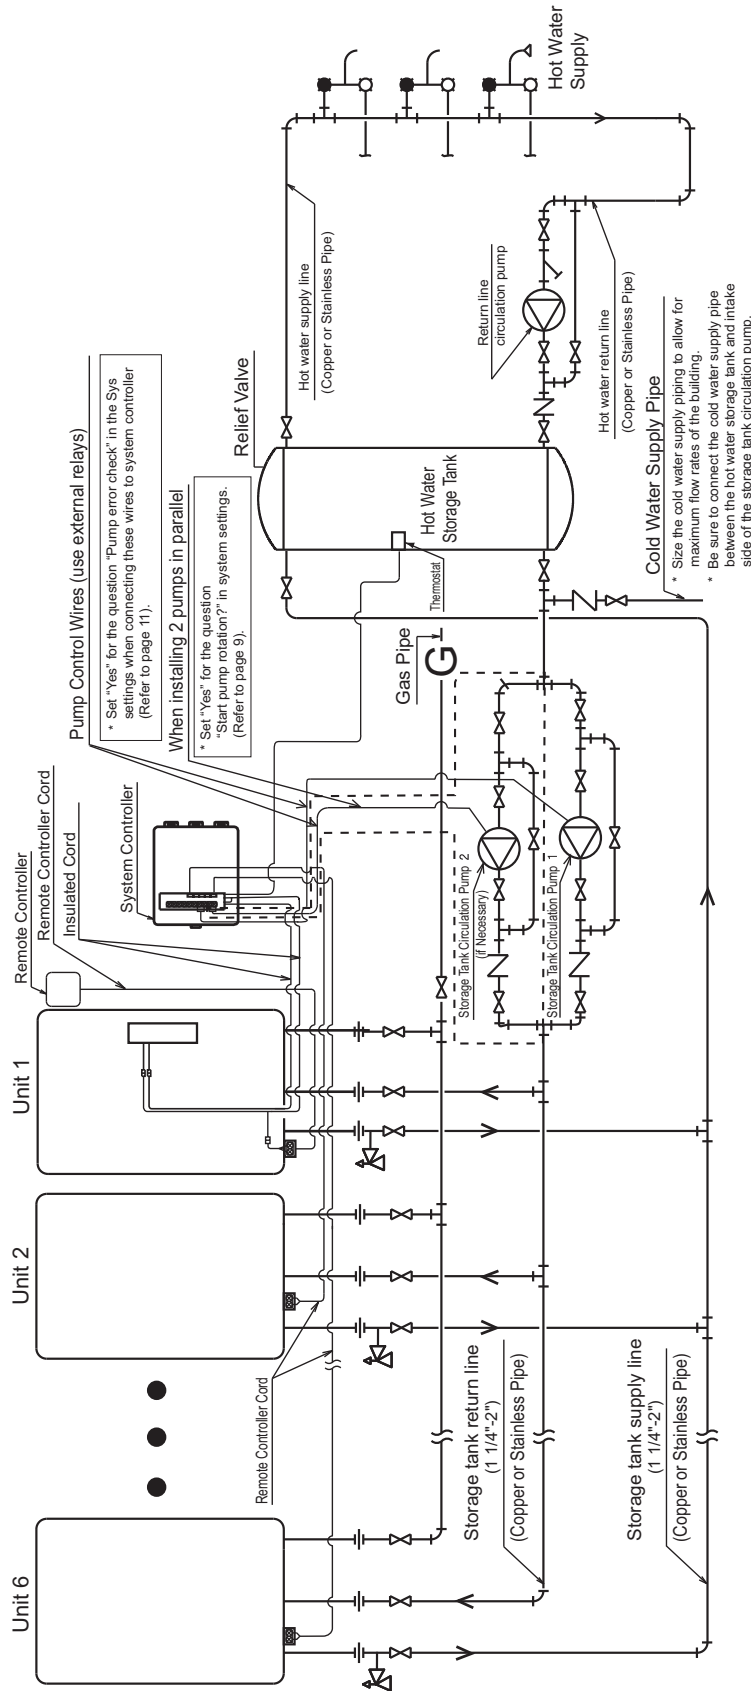 Unit 6
Unit 2
Unit 1
Remote Controller
Remote Controller Cord
Insulated Cord
System Controller
Pump Control Wires (use external relays)
* Set “Yes” for the question “Pump error check” in the Sys
settings when connecting these wires to system controller
(Refer to page 11).
When installing 2 pumps in parallel
* Set “Yes” for the question
“Start pump rotation?” in system settings.
(Refer to page 9).
Relief Valve
Hot water supply line
(Copper or Stainless Pipe)
Hot Water
Supply
Remote Controller Cord
Gas Pipe
G
Thermostat
Hot Water
Storage Tank
Return line
circulation pump
Hot water return line
(Copper or Stainless Pipe)
Storage Tank Circulation Pump 2
(if Necessary)
Storage Tank Circulation Pump 1
Storage tank return line
(1 1/4"-2")
(Copper or Stainless Pipe)
Storage tank supply line
(1 1/4"-2")
(Copper or Stainless Pipe)
Cold Water Supply Pipe
* Size the cold water supply piping to allow for
maximum flow rates of the building.
* Be sure to connect the cold water supply pipe
between the hot water storage tank and intake
side of the storage tank circulation pump.